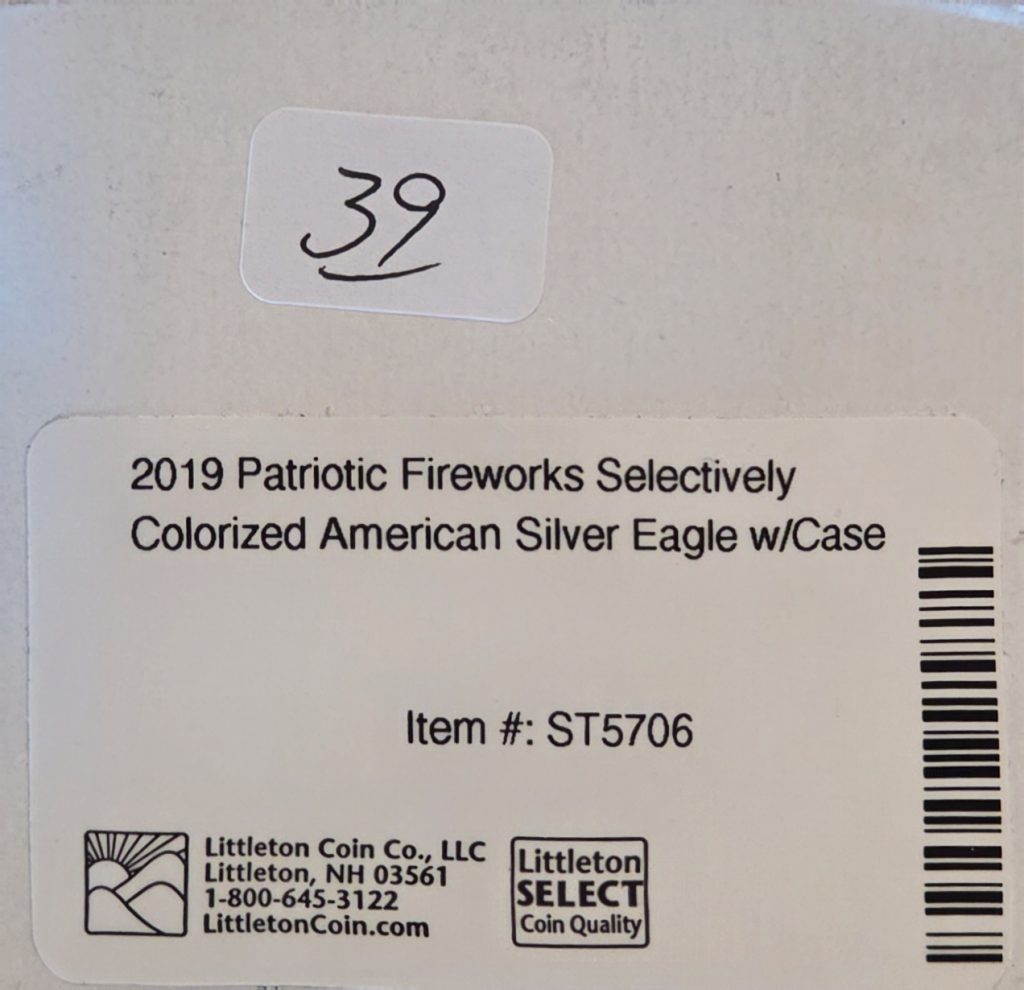 39
2019 Patriotic Fireworks Selectively
Colorized American Silver Eagle w/Case
Item #: ST5706
Littleton Coin Co., LLC
Littleton, NH 03561
1-800-645-3122
LittletonCoin.com
Littleton
SELECT
Coin Quality